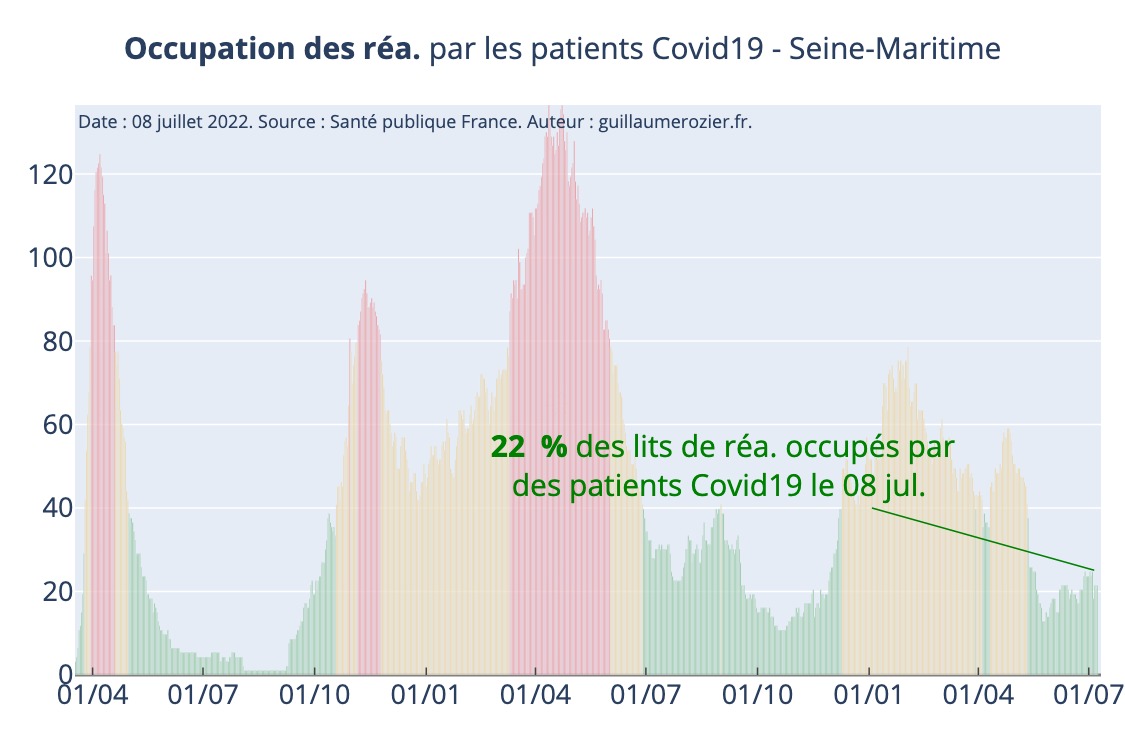 Occupation des réa. par les patients Covid19 - Seine-Maritime
Date : 08 juillet 2022. Source : Santé publique France. Auteur : guillaumerozier.fr.
120
100
80
60
22 % des lits de réa. occupés par
des patients Covid19 le 08 jul.
40
20
0
01/04 01/07 01/10 01/01 01/04 01/07 01/10 01/01 01/04 01/07